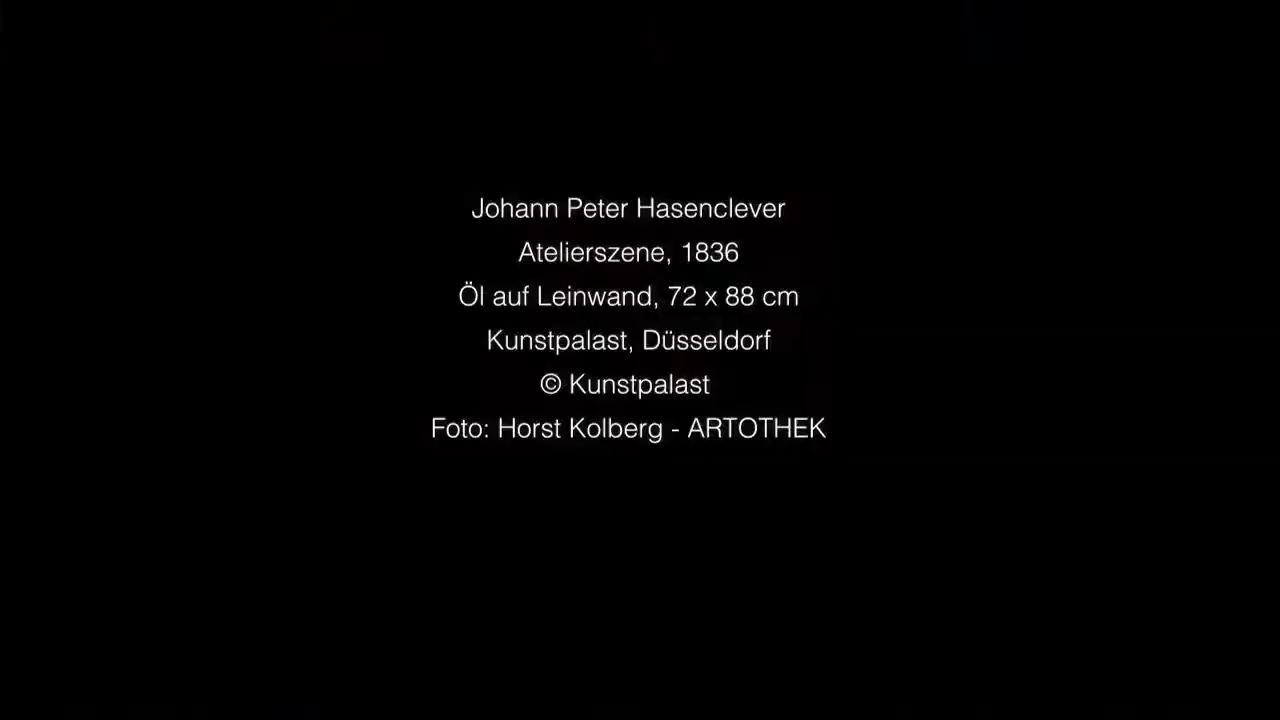 Johann Peter Hasenclever
Atelierszene, 1836
Öl auf Leinwand, 72 x 88 cm
Kunstpalast, Düsseldorf
© Kunstpalast
Foto: Horst Kolberg - ARTOTHEK